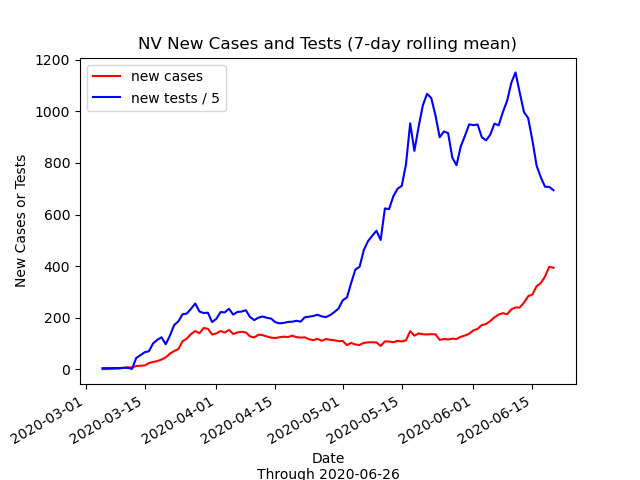 NV New Cases and Tests (7-day rolling mean)
new cases
new tests / 5
1200
1000
800
600
400
200
0
New Cases or Tests
2020-03-01
2020-03-15
2020-04-01
2020-04-15
2020-05-01
2020-05-15
2020-06-01
2020-06-15
Date
Through 2020-06-26